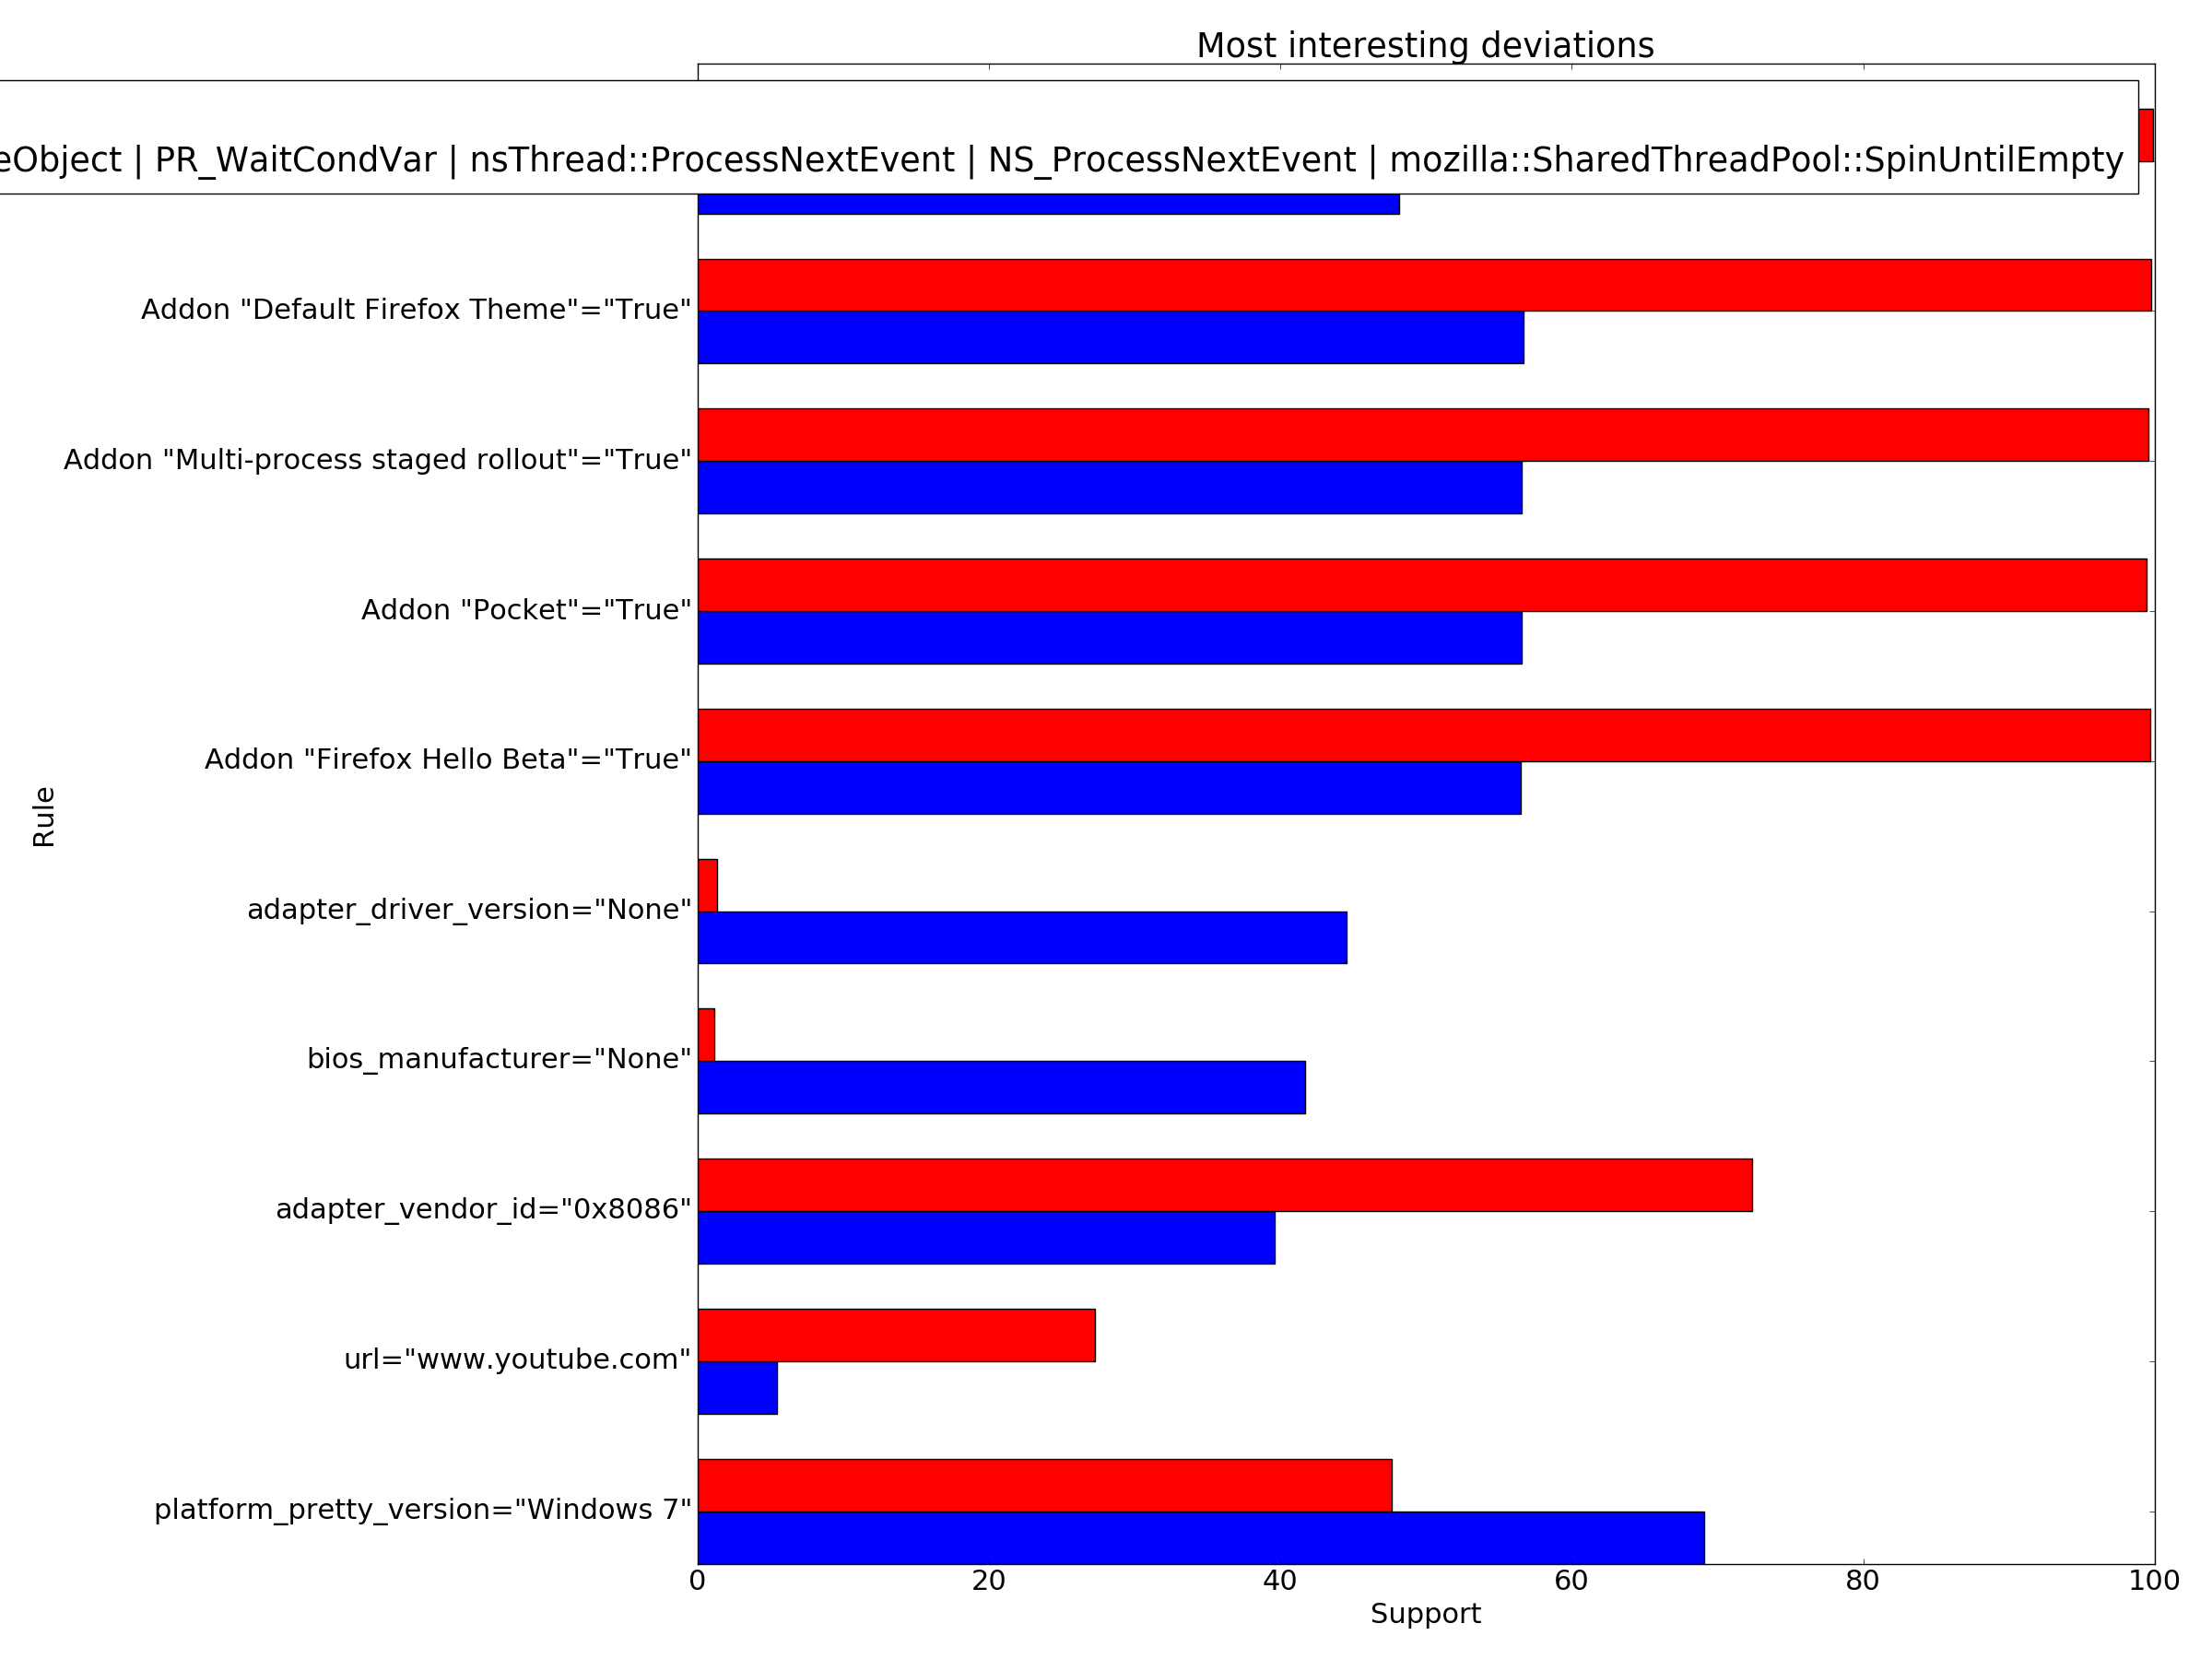 Most interesting deviations
eObject | PR_WaitCondVar | nsThread::ProcessNextEvent | NS_ProcessNextEvent | mozilla::SharedThreadPool::SpinUntilEmpty
Addon "Default Firefox Theme"="True"
Addon "Multi-process staged rollout"="True"
Addon "Pocket"="True"
Addon "Firefox Hello Beta"="True"
Rule
adapter_driver_version="None"
bios_manufacturer="None"
adapter_vendor_id="0x8086"
url="www.youtube.com"
platform_pretty_version="Windows 7"
0 20 40 60 80 100
Support